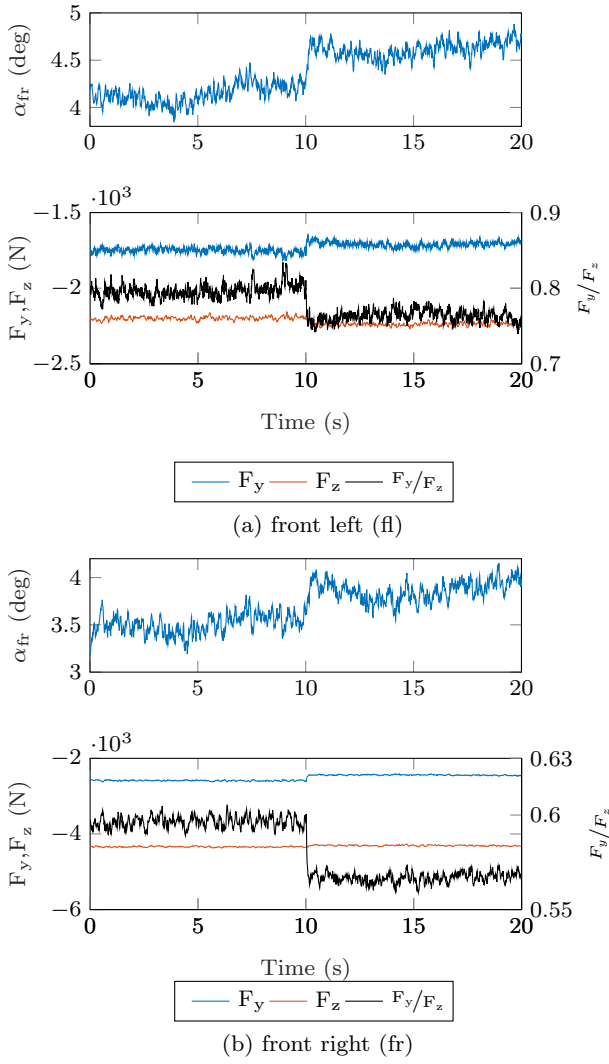 5
4.5
4
α_fr (deg)
0 5 10 15 20
·10^3
−1.5
−2
−2.5
F_y,F_z (N)
0.9
0.8
0.7
F_y/F_z
0 5 10 15 20
Time (s)
F_y F_z F_y/F_z
(a) front left (fl)
4
3.5
3
α_fr (deg)
0 5 10 15 20
·10^3
−2
−4
−6
F_y,F_z (N)
0.63
0.6
0.55
F_y/F_z
0 5 10 15 20
Time (s)
F_y F_z F_y/F_z
(b) front right (fr)